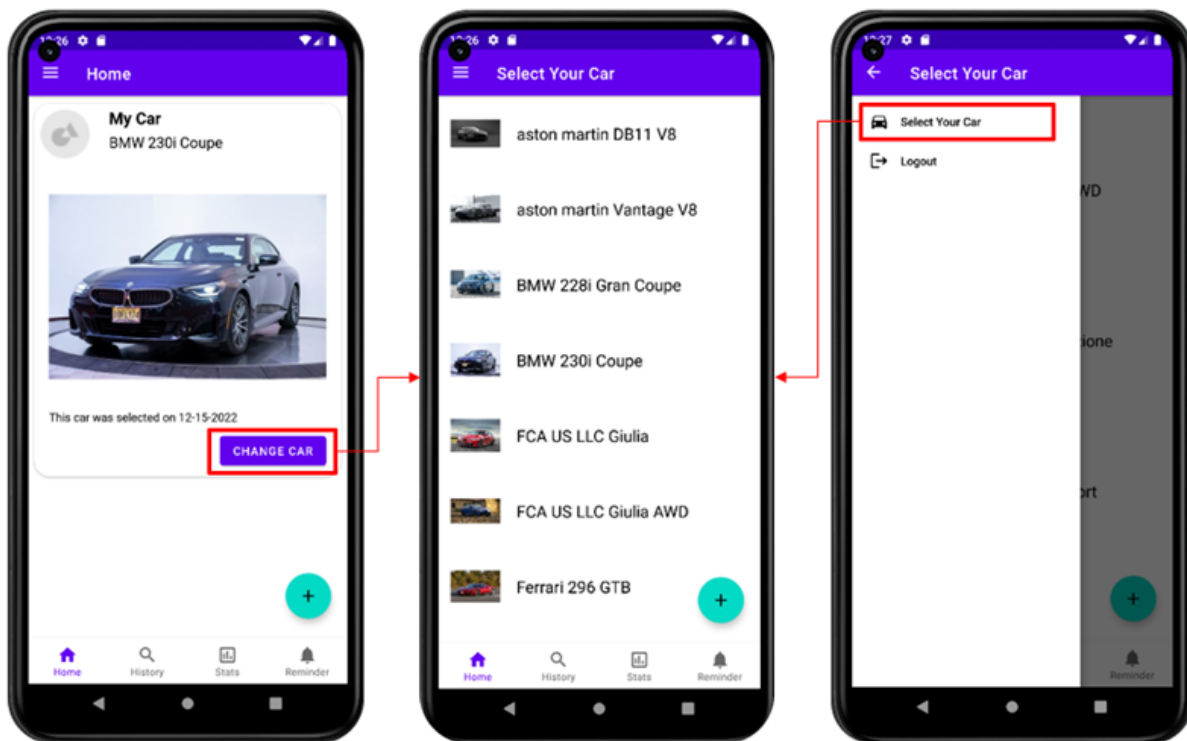 Home
My Car
BMW 230i Coupe
This car was selected on 12-15-2022
CHANGE CAR
+
Home
History
Stats
Reminder
:26
Select Your Car
aston martin DB11 V8
aston martin Vantage V8
BMW 228i Gran Coupe
BMW 230i Coupe
FCA US LLC Giulia
FCA US LLC Giulia AWD
Ferrari 296 GTB
+
Home
History
Stats
Reminder
:27
Select Your Car
Select Your Car
Logout
WD
ione
ort
+
Reminder